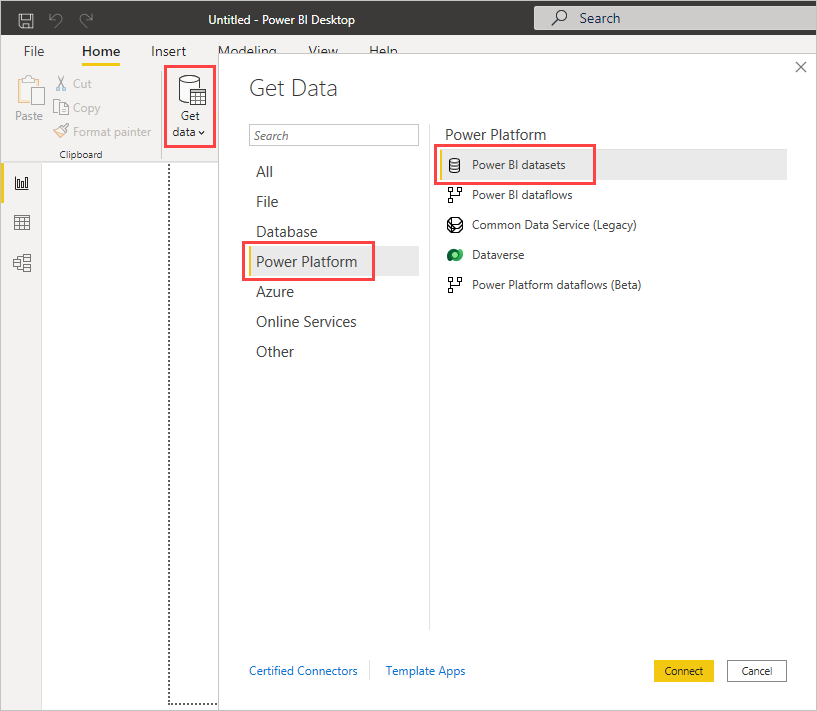 Untitled - Power BI Desktop
Search
File
Home
Insert
Modeling
View
Help
Paste
Cut
Copy
Format painter
Clipboard
Get
data
Get Data
Search
All
File
Database
Power Platform
Azure
Online Services
Other
Power Platform
Power BI datasets
Power BI dataflows
Common Data Service (Legacy)
Dataverse
Power Platform dataflows (Beta)
Certified Connectors
Template Apps
Connect
Cancel